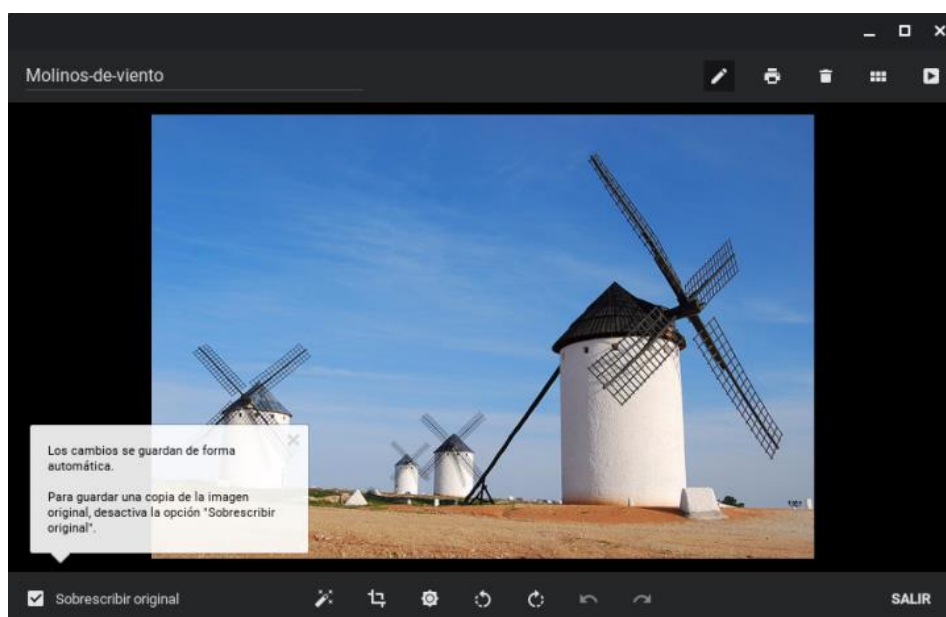 Molinos-de-viento
Los cambios se guardan de forma
automática.
Para guardar una copia de la imagen
original, desactiva la opción "Sobrescribir
original".
Sobrescribir original
SALIR